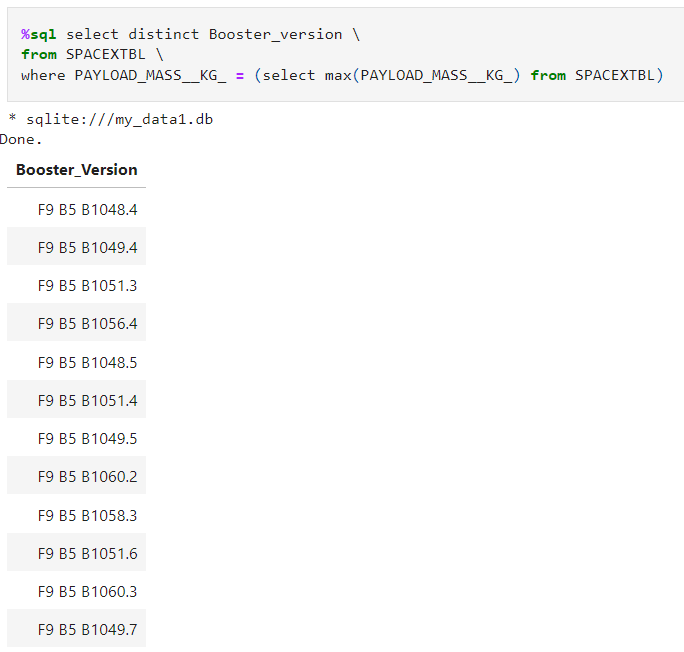 %sql select distinct Booster_version \
from SPACEXTBL \
where PAYLOAD_MASS__KG_ = (select max(PAYLOAD_MASS__KG_) from SPACEXTBL)
* sqlite:///my_data1.db
Done.
Booster_Version
F9 B5 B1048.4
F9 B5 B1049.4
F9 B5 B1051.3
F9 B5 B1056.4
F9 B5 B1048.5
F9 B5 B1051.4
F9 B5 B1049.5
F9 B5 B1060.2
F9 B5 B1058.3
F9 B5 B1051.6
F9 B5 B1060.3
F9 B5 B1049.7